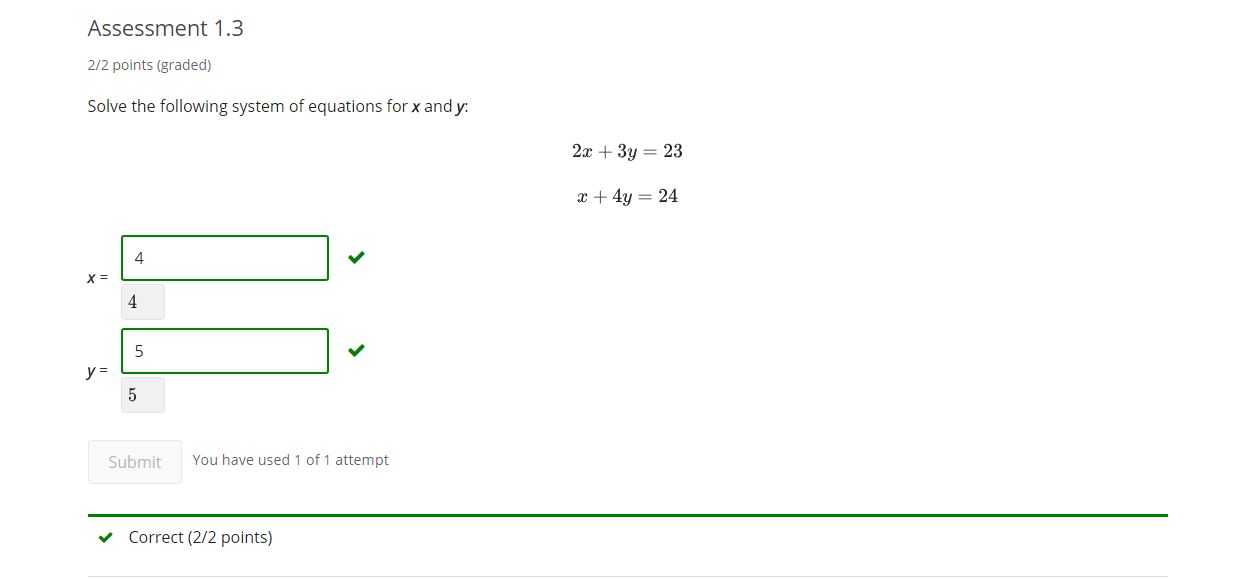 Assessment 1.3
2/2 points (graded)
Solve the following system of equations for x and y:
2x + 3y = 23
x + 4y = 24
x =
4
4
y =
5
5
Submit
You have used 1 of 1 attempt
Correct (2/2 points)